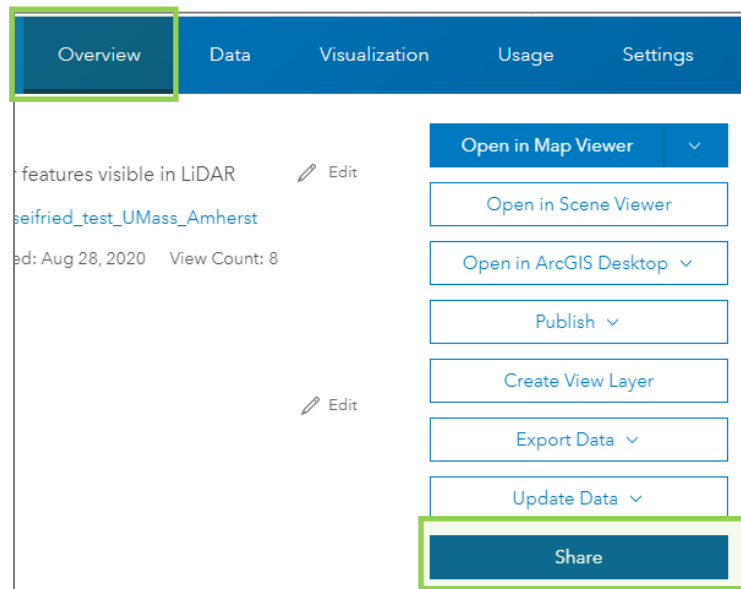 Overview Data Visualization Usage Settings
Open in Map Viewer
features visible in LiDAR Edit
Open in Scene Viewer
seifried_test_UMass_Amherst
ed: Aug 28, 2020 View Count: 8
Open in ArcGIS Desktop
Publish
Create View Layer
Edit
Export Data
Update Data
Share